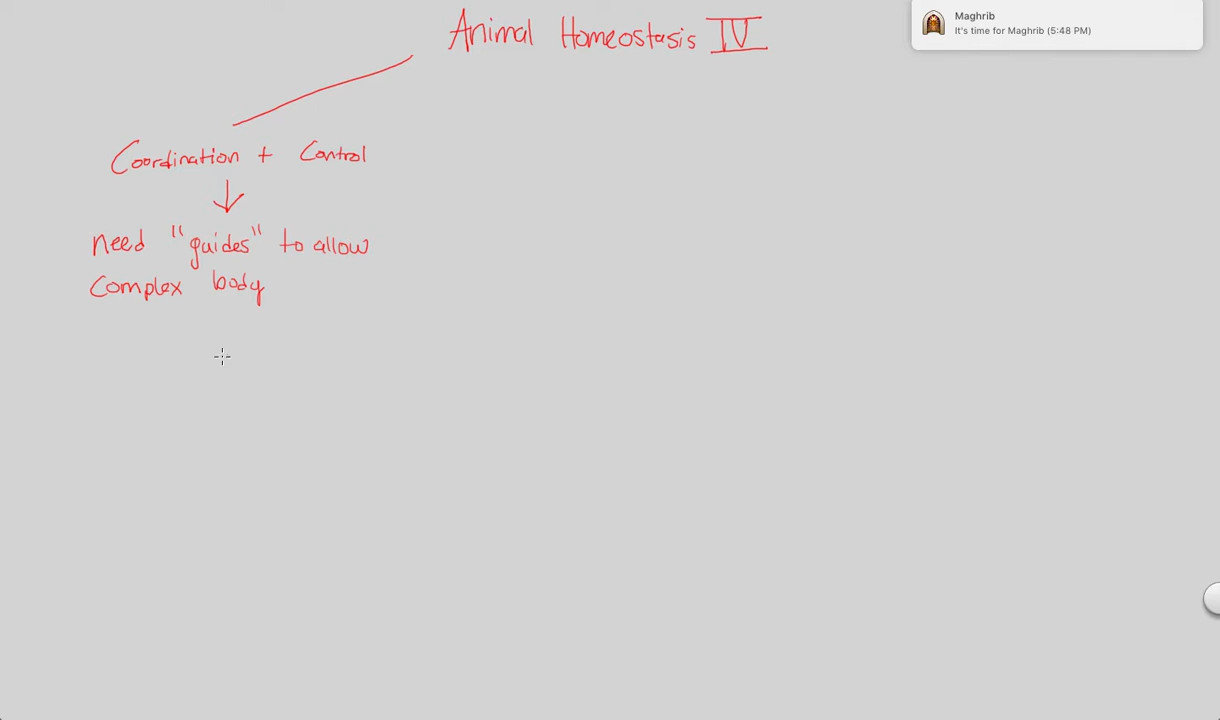 Animal Homeostasis IV
Maghrib
It's time for Maghrib (5:48 PM)
Coordination + Control
need "guides" to allow
complex body